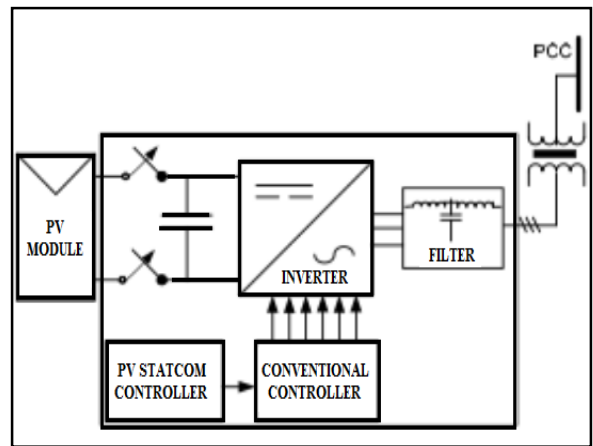 PCC
PV
MODULE
INVERTER
FILTER
PV STATCOM
CONTROLLER
CONVENTIONAL
CONTROLLER